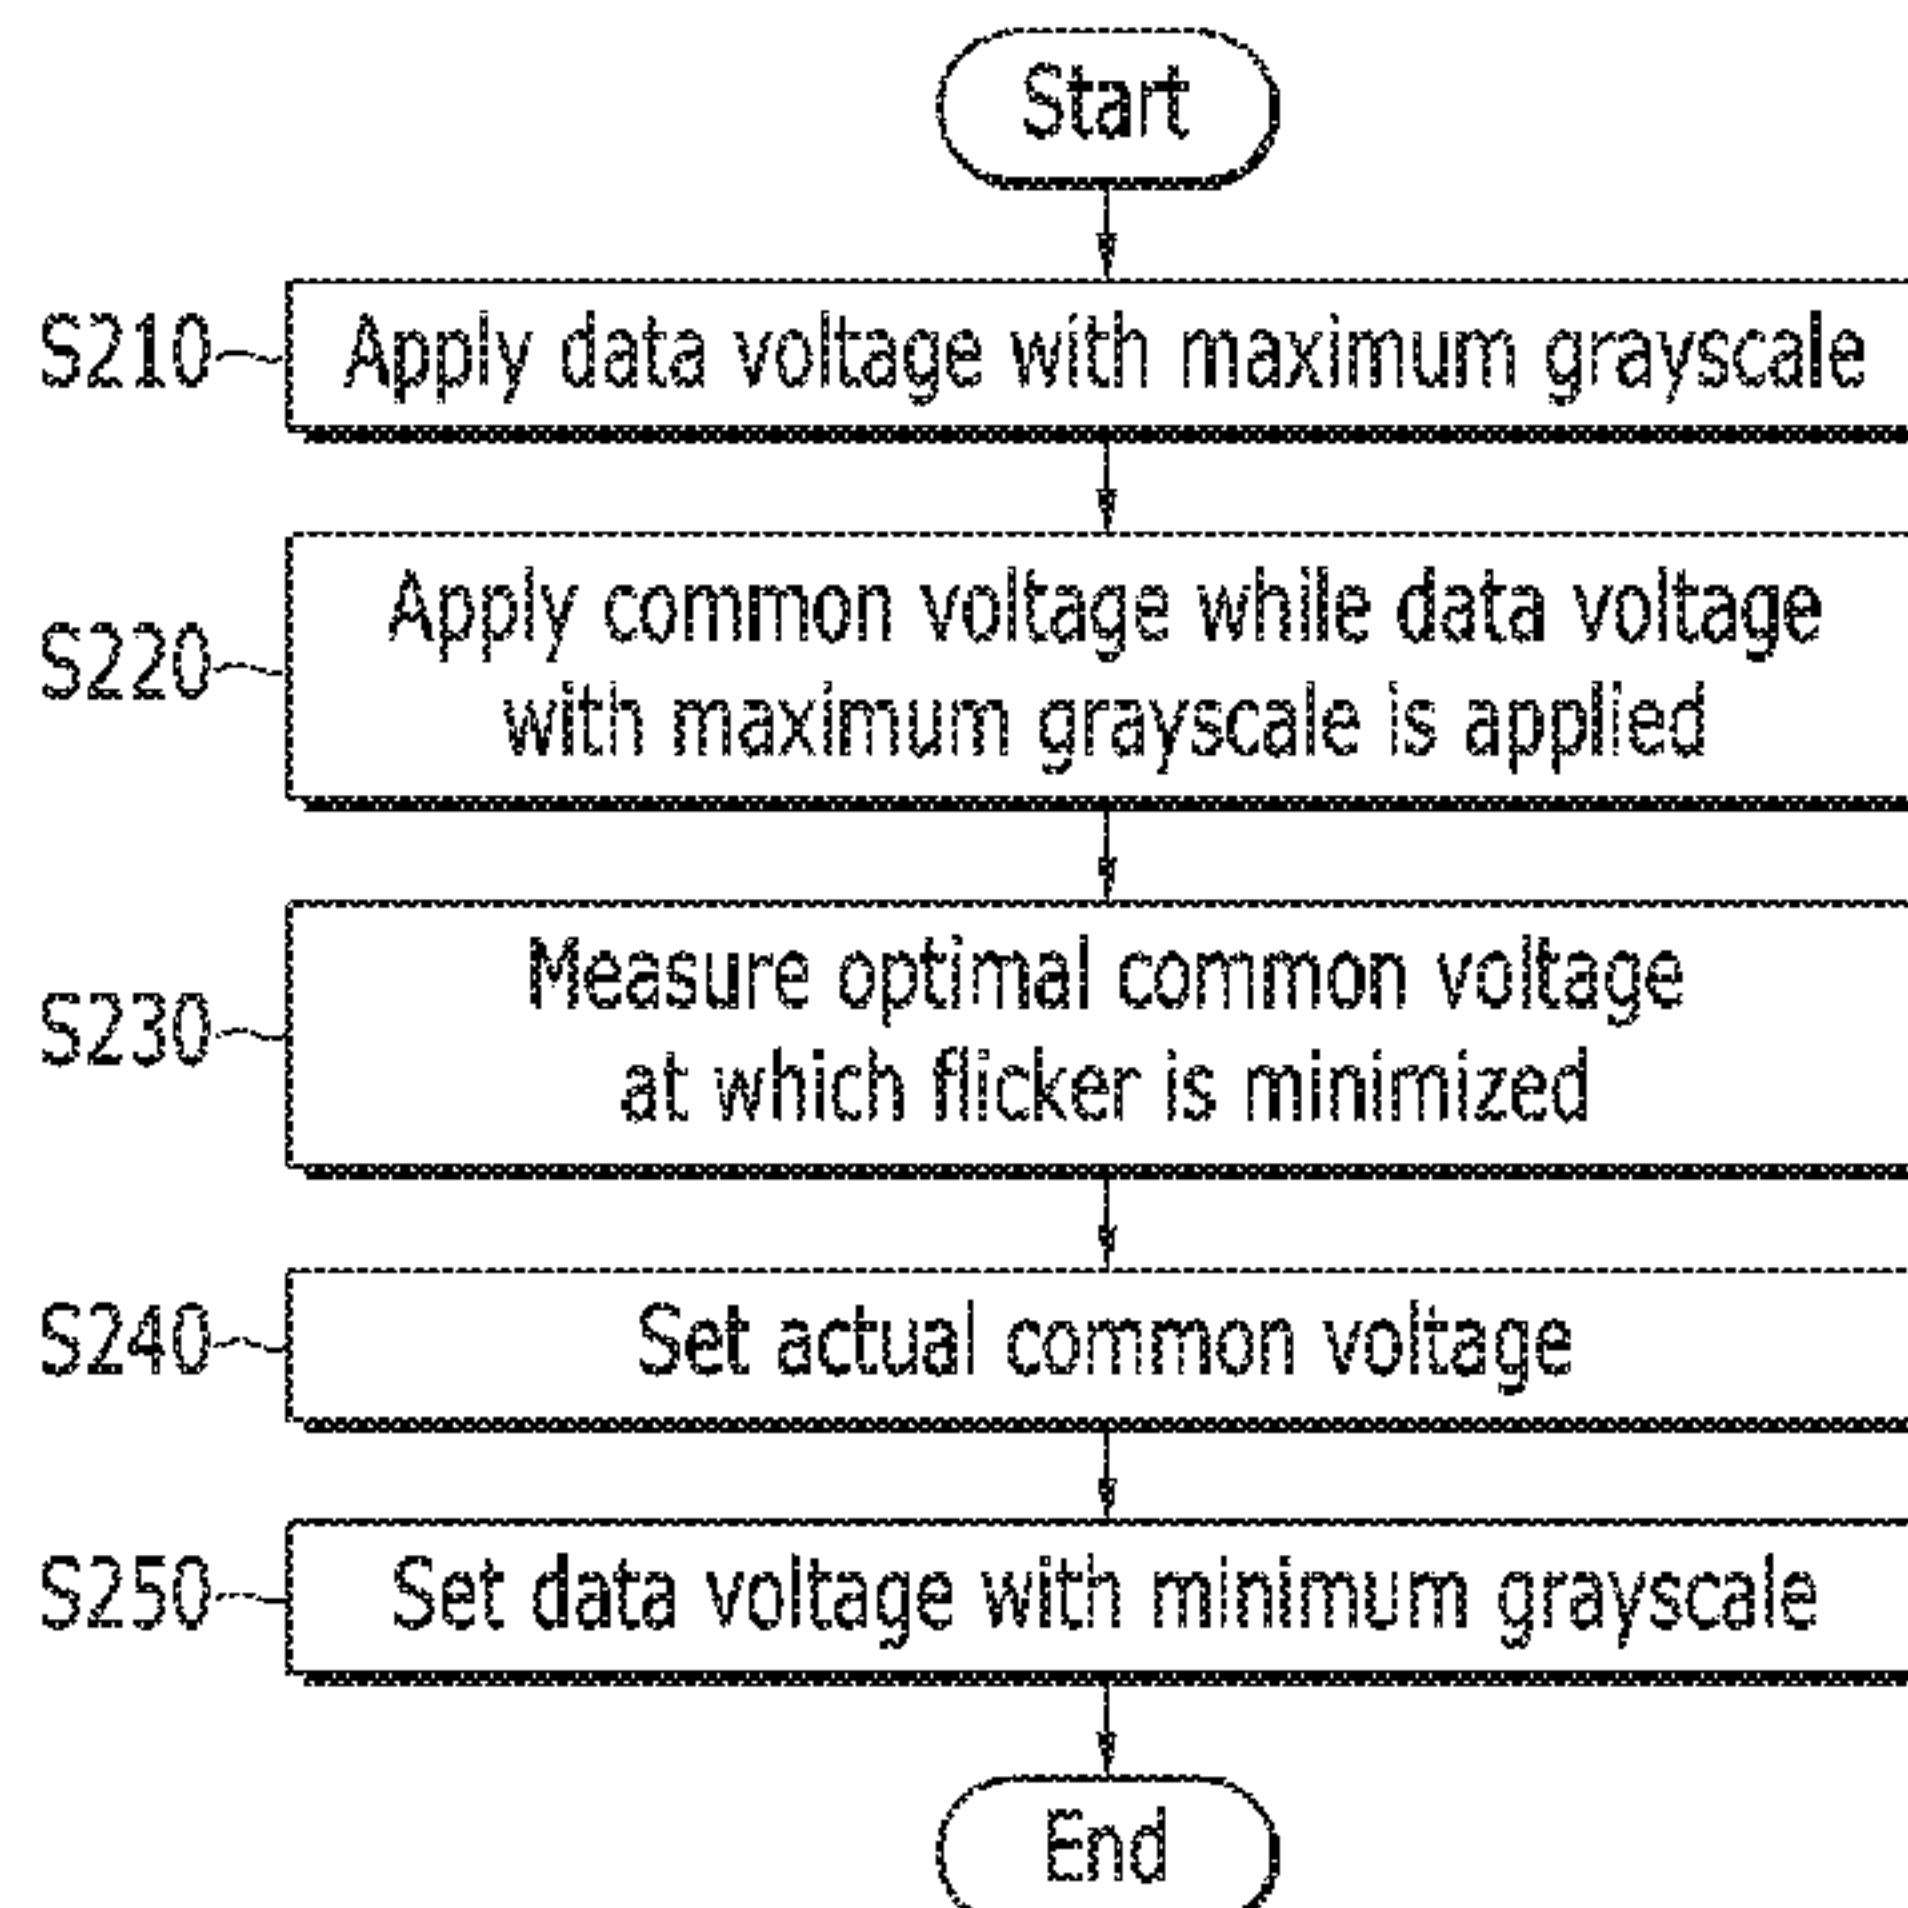 Start
S210
Apply data voltage with maximum grayscale
S220
Apply common voltage while data voltage
with maximum grayscale is applied
S230
Measure optimal common voltage
at which flicker is minimized
S240
Set actual common voltage
S250
Set data voltage with minimum grayscale
End